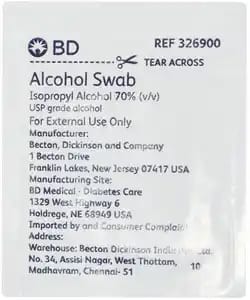 BD
REF 326900
TEAR ACROSS
Alcohol Swab
Isopropyl Alcohol 70% (v/v)
USP grade alcohol
For External Use Only
Manufacturer:
Becton, Dickinson and Company
1 Becton Drive
Franklin Lakes, New Jersey 07417 USA
Manufacturing Site:
BD Medical - Diabetes Care
1329 West Highway 6
Holdrege, NE 68949 USA
Imported by and Consumer Complaint
Address:
Warehouse: Becton Dickinson India
No. 34, Assisi Nagar, West Thottam,
Madhavram, Chennai- 51
10